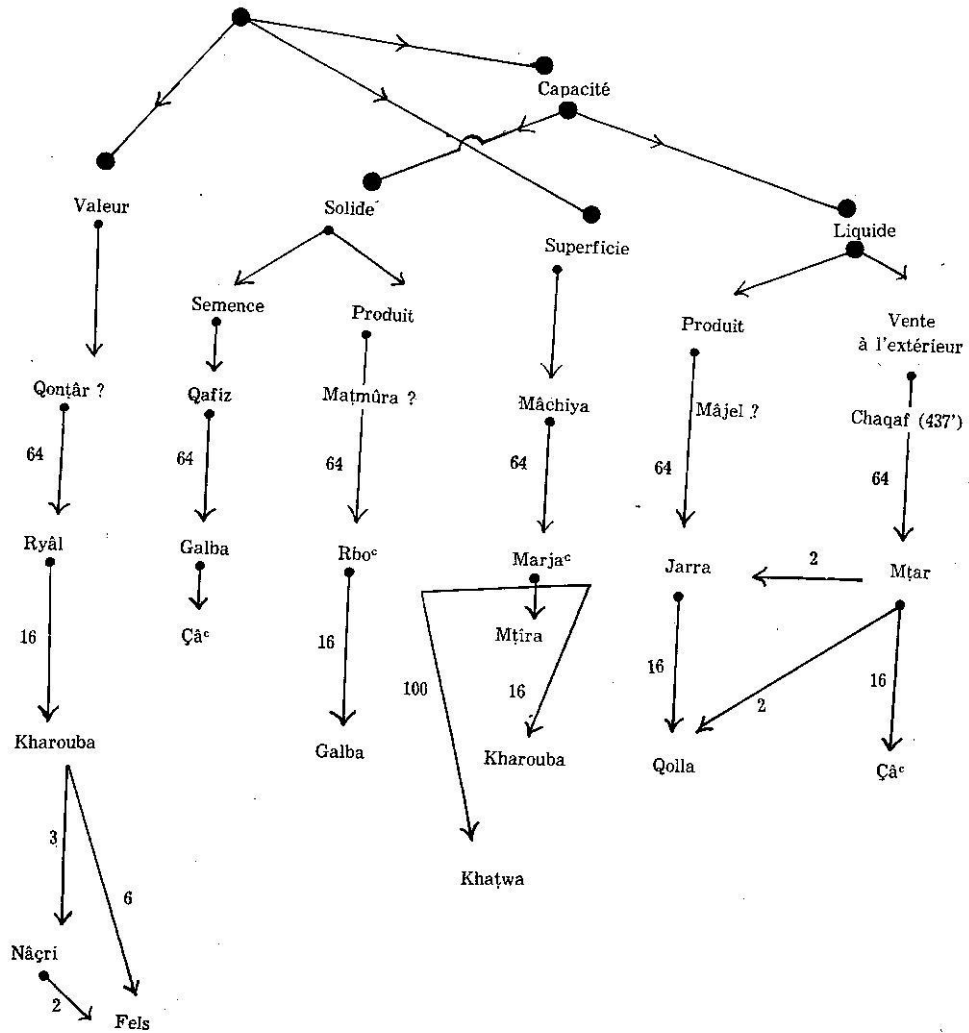 Capacité
Valeur
Solide
Superficie
Liquide
Semence
Produit
Produit
Vente
à l'extérieur
Qonṭâr ?
Qafiz
Maṭmûra ?
Mâchiya
Mâjel ?
Chaqaf (437')
64
64
64
64
64
64
Ryâl
Galba
Rboᶜ
Marjaᶜ
Jarra
2
Mṭar
16
Çâᶜ
16
Mṭîra
100
16
16
2
16
Kharouba
Galba
Kharouba
Qolla
Çâᶜ
3
6
Khaṭwa
Nâçri
2
Fels